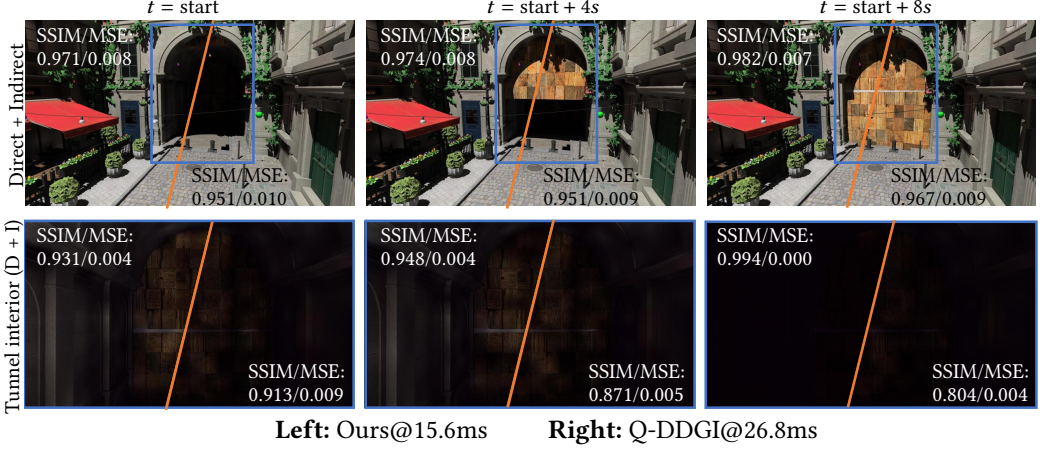 t = start
t = start + 4s
t = start + 8s
Direct + Indirect
SSIM/MSE:
0.971/0.008
SSIM/MSE:
0.951/0.010
SSIM/MSE:
0.974/0.008
SSIM/MSE:
0.951/0.009
SSIM/MSE:
0.982/0.007
SSIM/MSE:
0.967/0.009
Tunnel interior (D + I)
SSIM/MSE:
0.931/0.004
SSIM/MSE:
0.913/0.009
SSIM/MSE:
0.948/0.004
SSIM/MSE:
0.871/0.005
SSIM/MSE:
0.994/0.000
SSIM/MSE:
0.804/0.004
Left: Ours@15.6ms Right: Q-DDGI@26.8ms